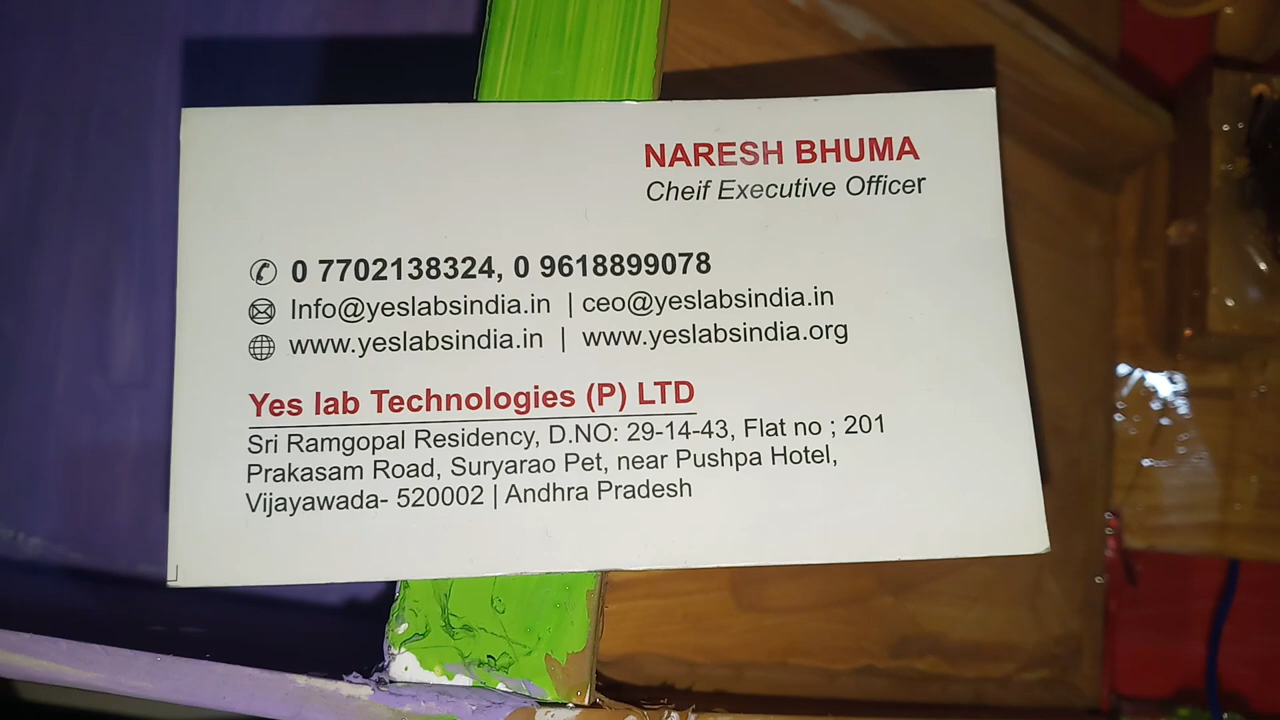 NARESH BHUMA
Cheif Executive Officer
0 7702138324, 0 9618899078
Info@yeslabsindia.in | ceo@yeslabsindia.in
www.yeslabsindia.in | www.yeslabsindia.org
Yes lab Technologies (P) LTD
Sri Ramgopal Residency, D.NO: 29-14-43, Flat no ; 201
Prakasam Road, Suryarao Pet, near Pushpa Hotel,
Vijayawada- 520002 | Andhra Pradesh